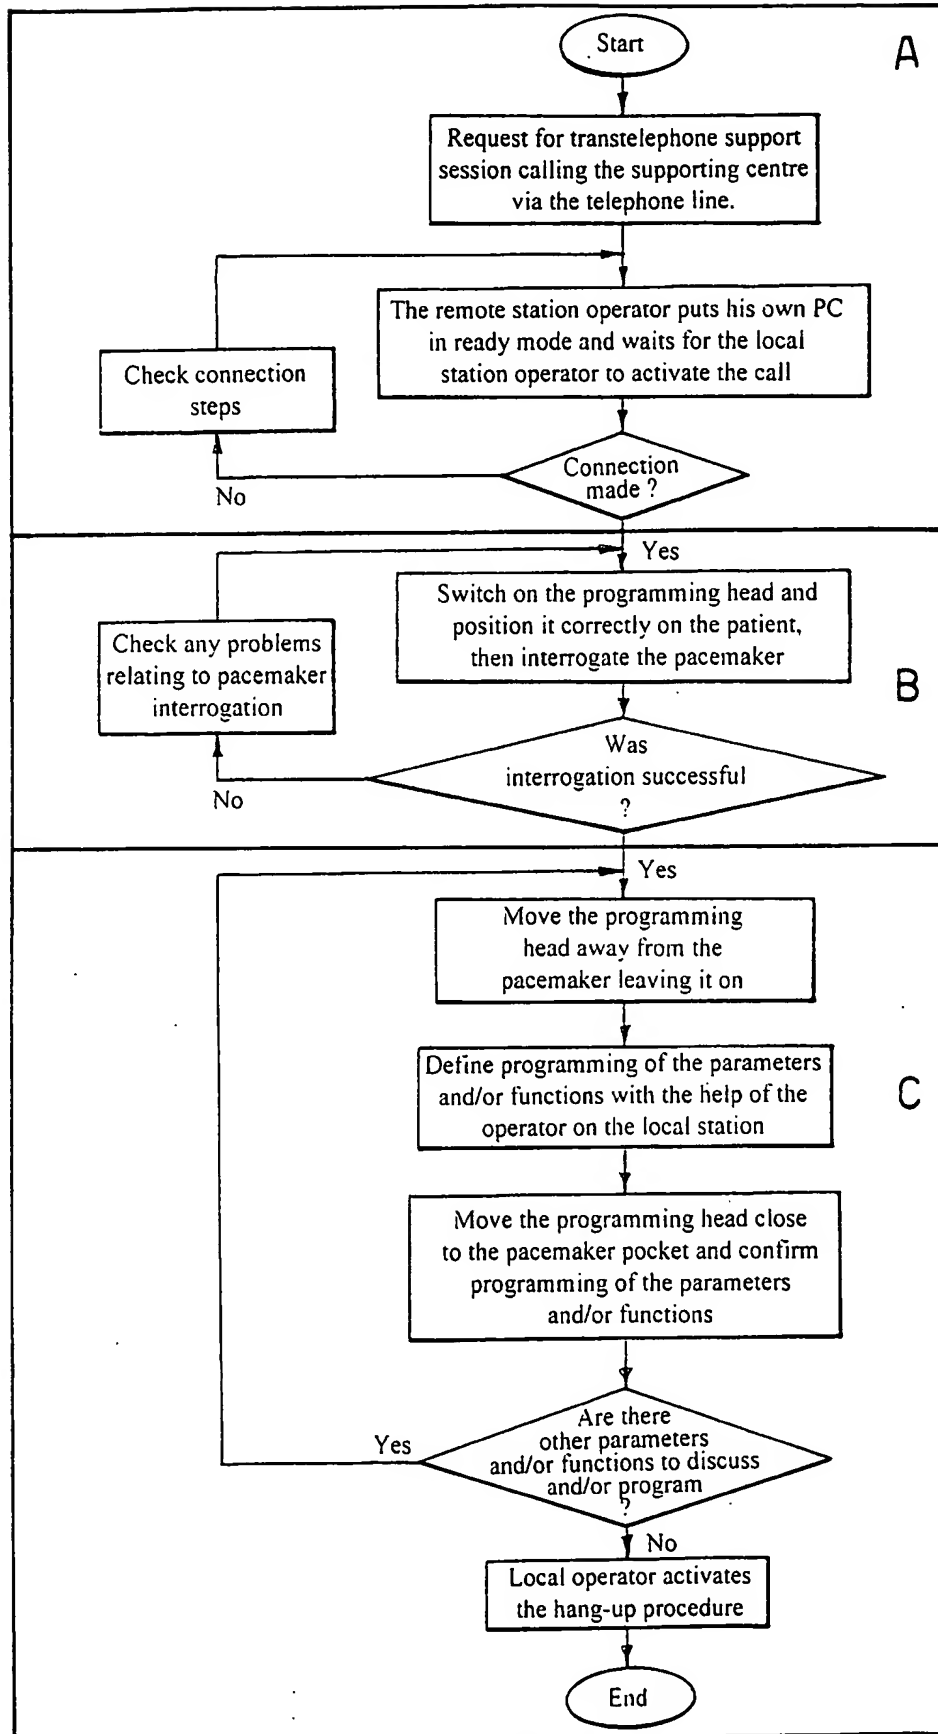 Start
A
Request for transtelephone support
session calling the supporting centre
via the telephone line.
The remote station operator puts his own PC
in ready mode and waits for the local
station operator to activate the call
Check connection
steps
Connection
made ?
No
Yes
Switch on the programming head and
position it correctly on the patient,
then interrogate the pacemaker
Check any problems
relating to pacemaker
interrogation
B
Was
interrogation successful
?
No
Yes
Move the programming
head away from the
pacemaker leaving it on
Define programming of the parameters
and/or functions with the help of the
operator on the local station
C
Move the programming head close
to the pacemaker pocket and confirm
programming of the parameters
and/or functions
Are there
other parameters
and/or functions to discuss
and/or program
?
Yes
No
Local operator activates
the hang-up procedure
End